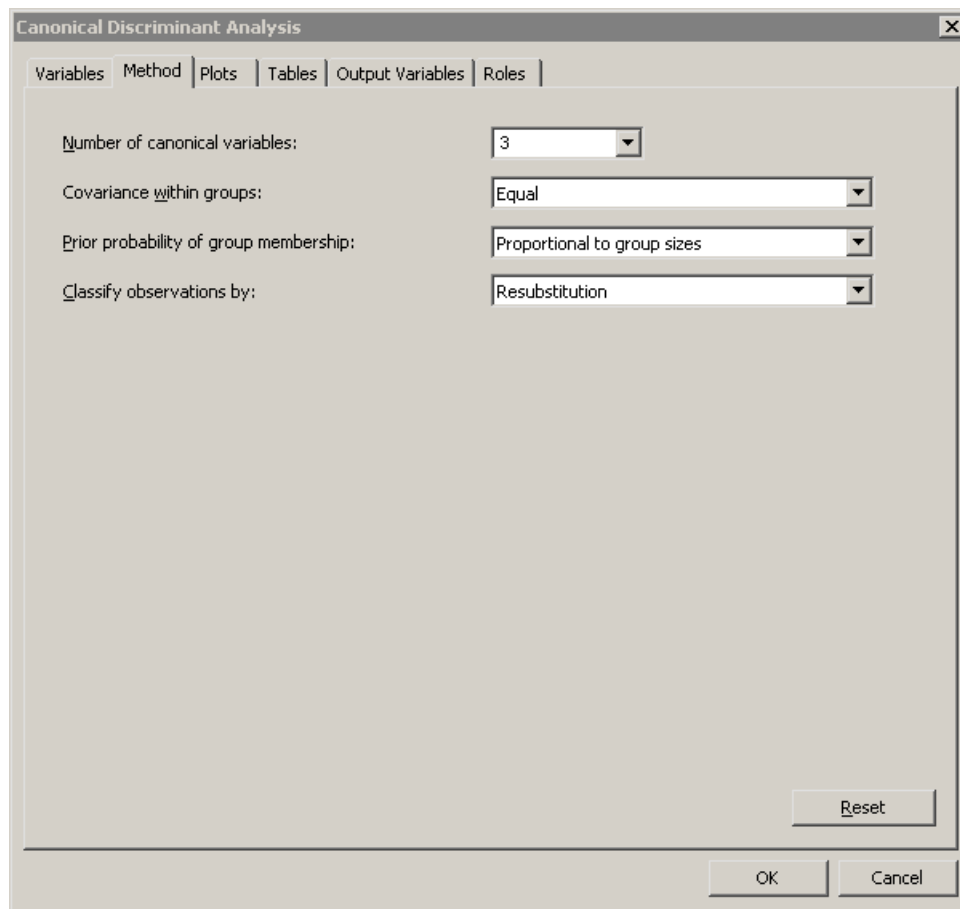 Canonical Discriminant Analysis
Variables Method Plots Tables Output Variables Roles
Number of canonical variables: 3
Covariance within groups: Equal
Prior probability of group membership: Proportional to group sizes
Classify observations by: Resubstitution
Reset
OK Cancel